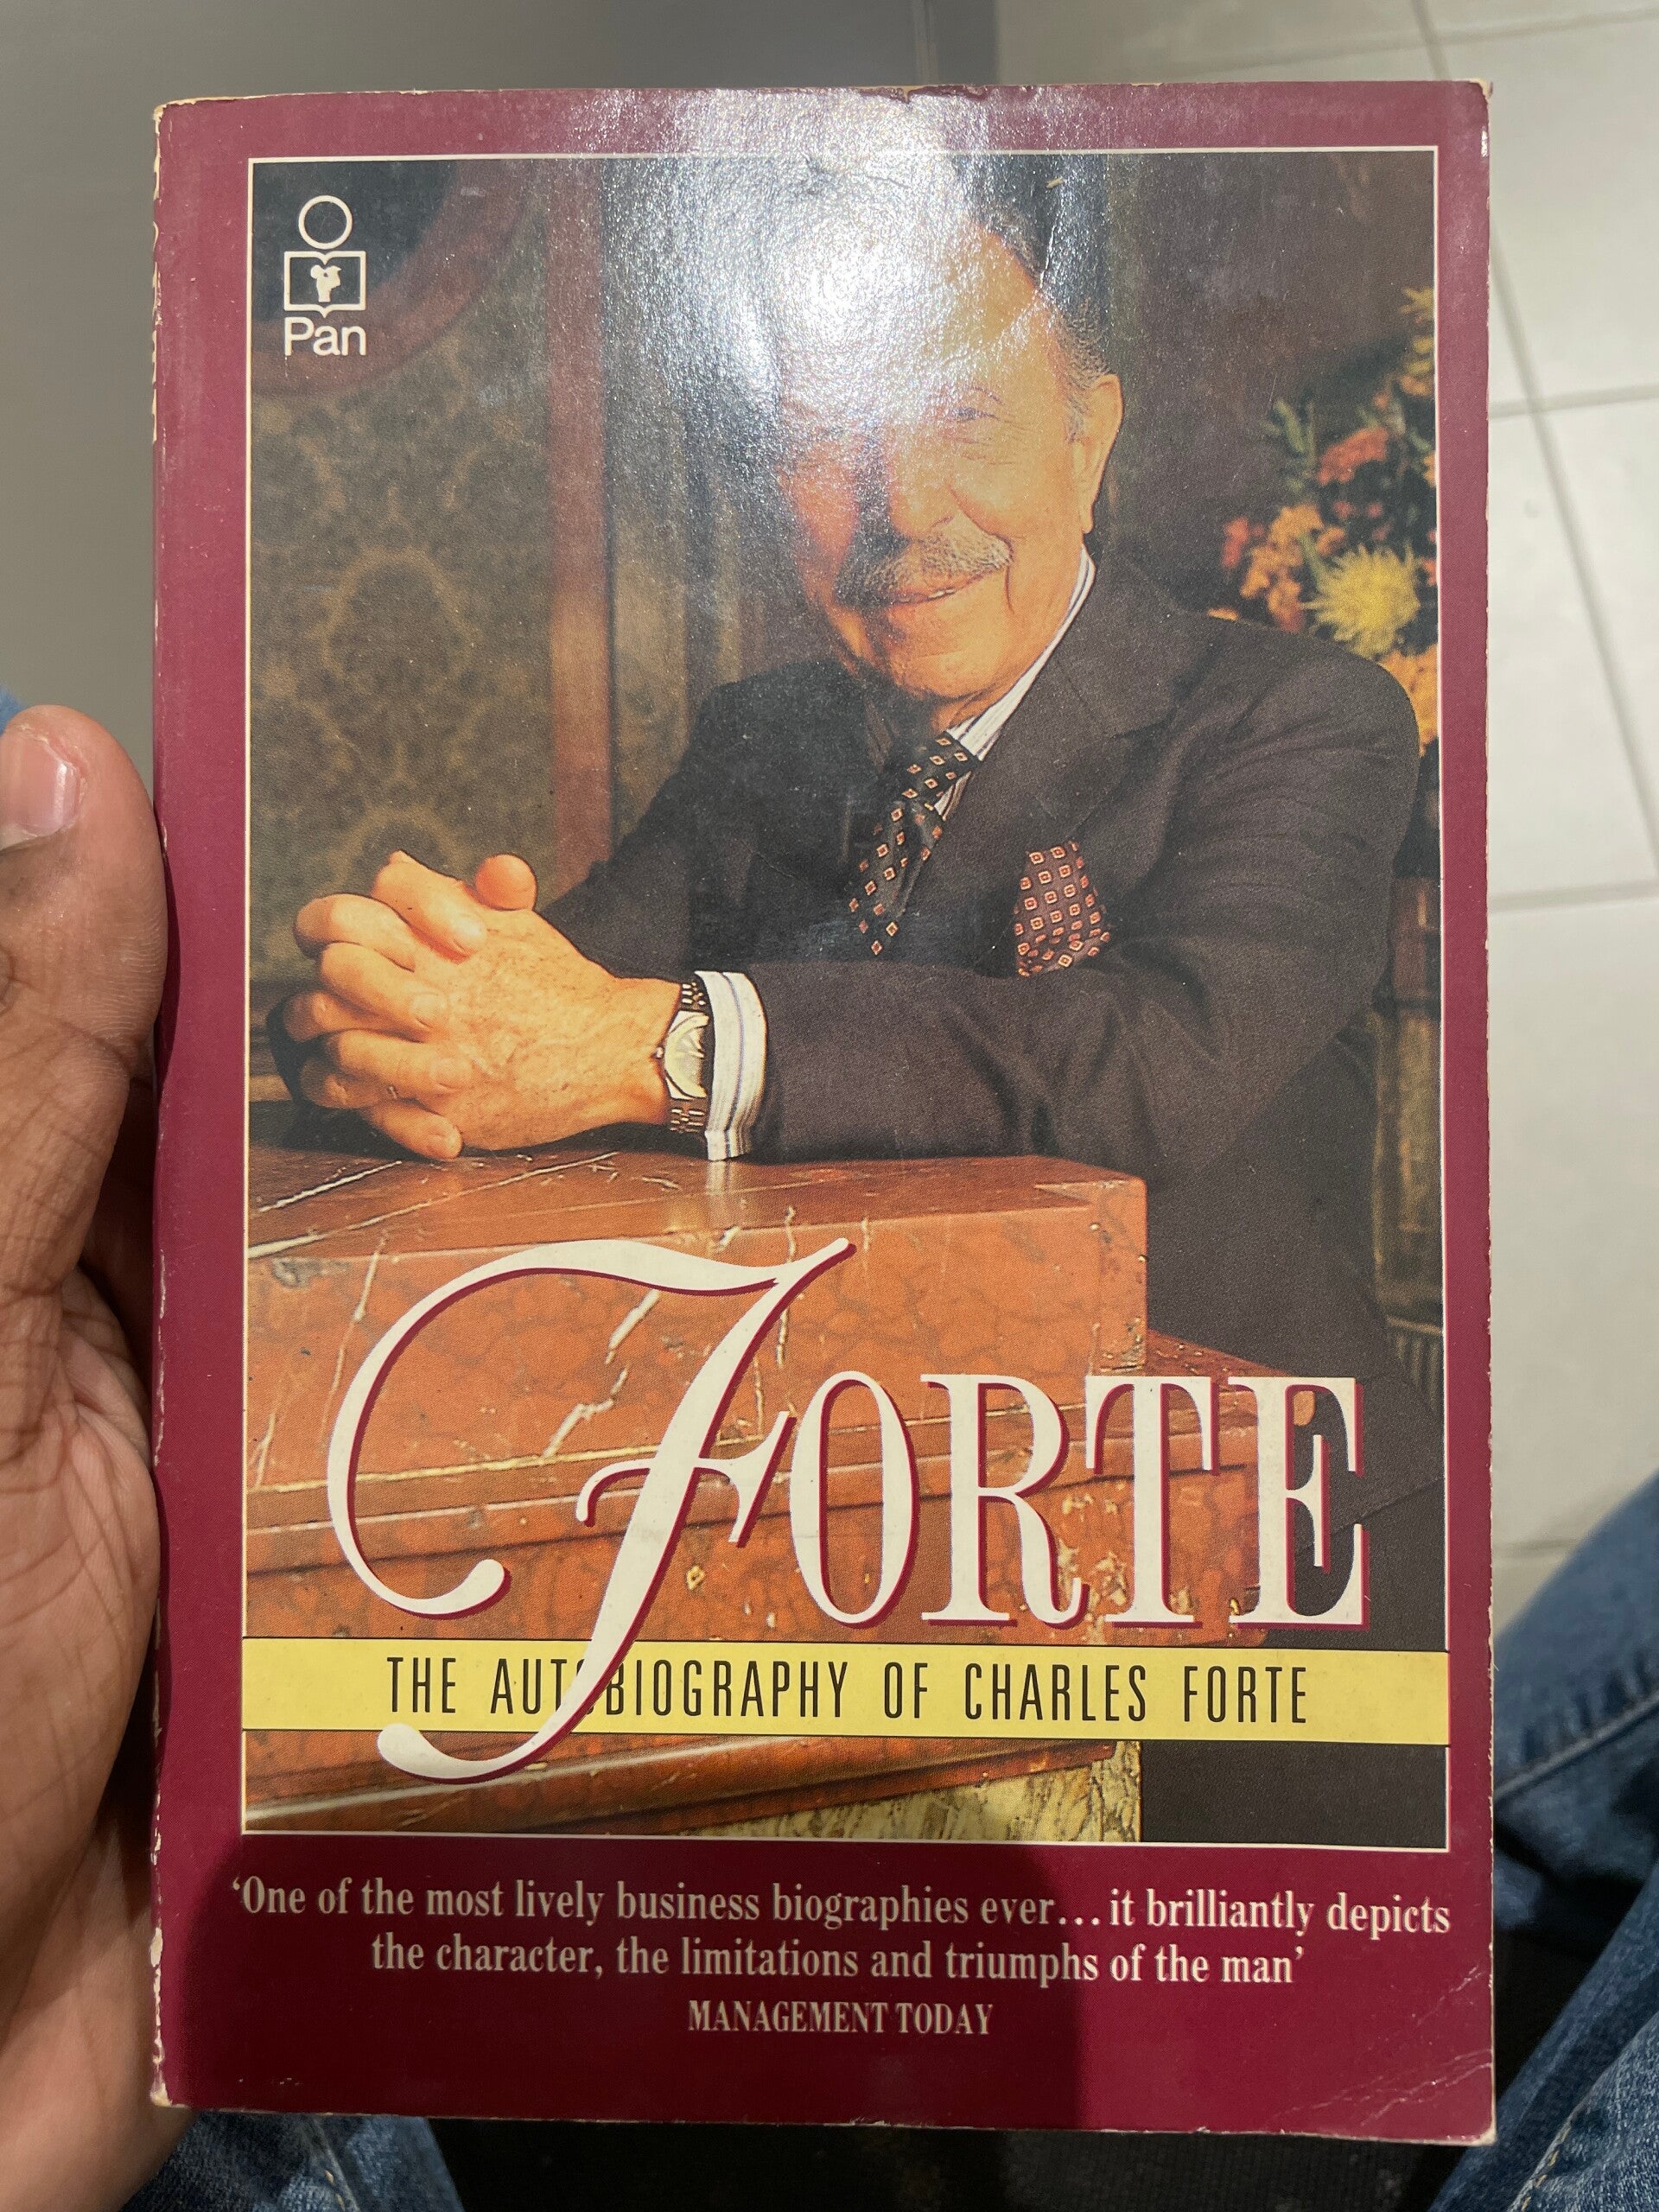 Pan
FORTE
THE AUTOBIOGRAPHY OF CHARLES FORTE
‘One of the most lively business biographies ever... it brilliantly depicts
the character, the limitations and triumphs of the man’
MANAGEMENT TODAY